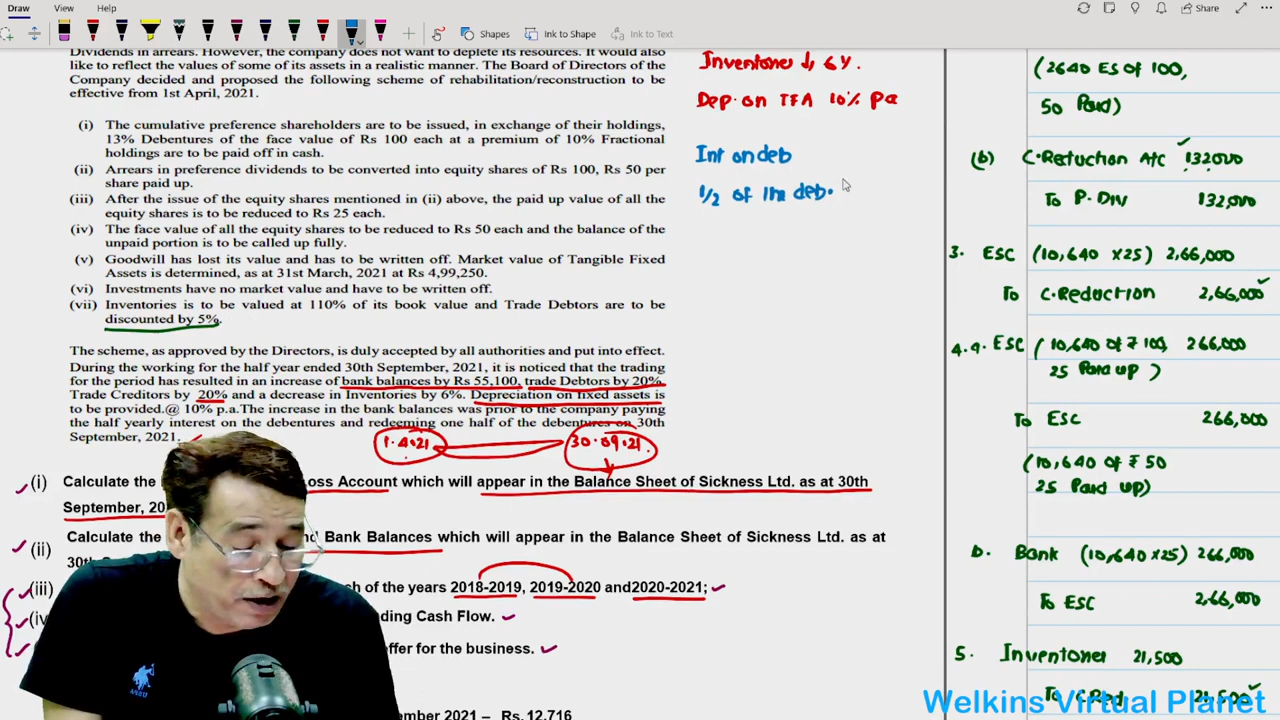 Draw View Share
Shapes Ink to Shape Ink to Text
Dividends in arrears. However, the company does not want to deplete its resources. It would also
like to reflect the values of some of its assets in a realistic manner. The Board of Directors of the
Company decided and proposed the following scheme of rehabilitation/reconstruction to be
effective from 1st April, 2021.
(i) The cumulative preference shareholders are to be issued, in exchange of their holdings,
13% Debentures of the face value of Rs 100 each at a premium of 10% Fractional
holdings are to be paid off in cash.
(ii) Arrears in preference dividends to be converted into equity shares of Rs 100, Rs 50 per
share paid up.
(iii) After the issue of the equity shares mentioned in (ii) above, the paid up value of all the
equity shares is to be reduced to Rs 25 each.
(iv) The face value of all the equity shares to be reduced to Rs 50 each and the balance of the
unpaid portion is to be called up fully.
(v) Goodwill has lost its value and has to be written off. Market value of Tangible Fixed
Assets is determined, as at 31st March, 2021 at Rs 4,99,250.
(vi) Investments have no market value and have to be written off.
(vii) Inventories is to be valued at 110% of its book value and Trade Debtors are to be
discounted by 5%.
The scheme, as approved by the Directors, is duly accepted by all authorities and put into effect.
During the working for the half year ended 30th September, 2021, it is noticed that the trading
for the period has resulted in an increase of bank balances by Rs 55,100, trade Debtors by 20%,
Trade Creditors by 20% and a decrease in Inventories by 6%. Depreciation on fixed assets is
to be provided.@ 10% p.a.The increase in the bank balances was prior to the company paying
the half yearly interest on the debentures and redeeming one half of the debentures on 30th
September, 2021.
1.4.21 30.09.21
(i) Calculate the oss Account which will appear in the Balance Sheet of Sickness Ltd. as at 30th
September, 20
(ii) Calculate the nd Bank Balances which will appear in the Balance Sheet of Sickness Ltd. as at
30th
(iii) ch of the years 2018-2019, 2019-2020 and2020-2021;
(iv nding Cash Flow.
ffer for the business.
mber 2021 – Rs. 12,716
Inventories ↓ 6%.
Dep. on TFA 10% Pa
Int on deb
1/2 of the deb.
(2640 ES of 100,
50 Paid)
(b) C.Reduction A/c 132,000
To P.Div 132,000
3. ESC (10,640 x25) 2,66,000
To C.Reduction 2,66,000
4.a. ESC (10,640 of ₹ 100, 266,000
25 Paid up)
To ESC 266,000
(10,640 of ₹ 50
25 Paid up)
b. Bank (10,640x25) 266,000
To ESC 2,66,000
5. Inventories 21,500
To C.Red 21,500
Welkins Virtual Planet